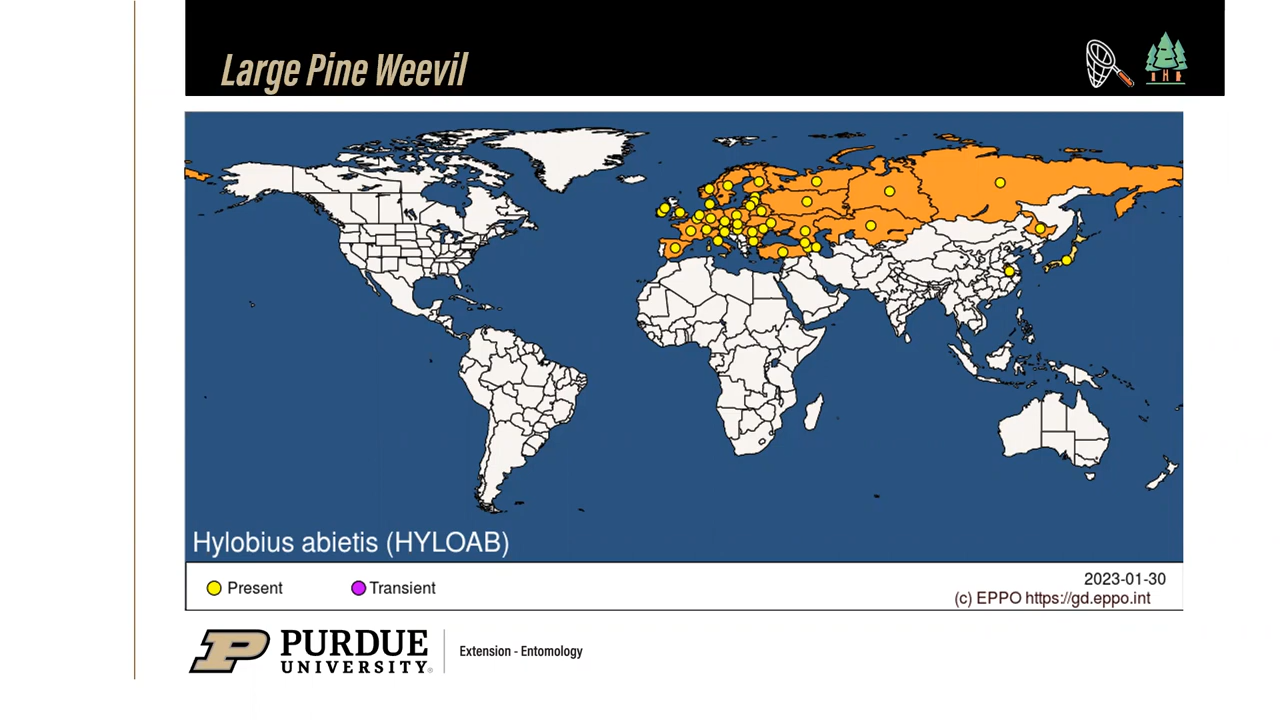 Large Pine Weevil
Hylobius abietis (HYLOAB)
Present
Transient
2023-01-30
(c) EPPO https://gd.eppo.int
P PURDUE
UNIVERSITY®
Extension - Entomology